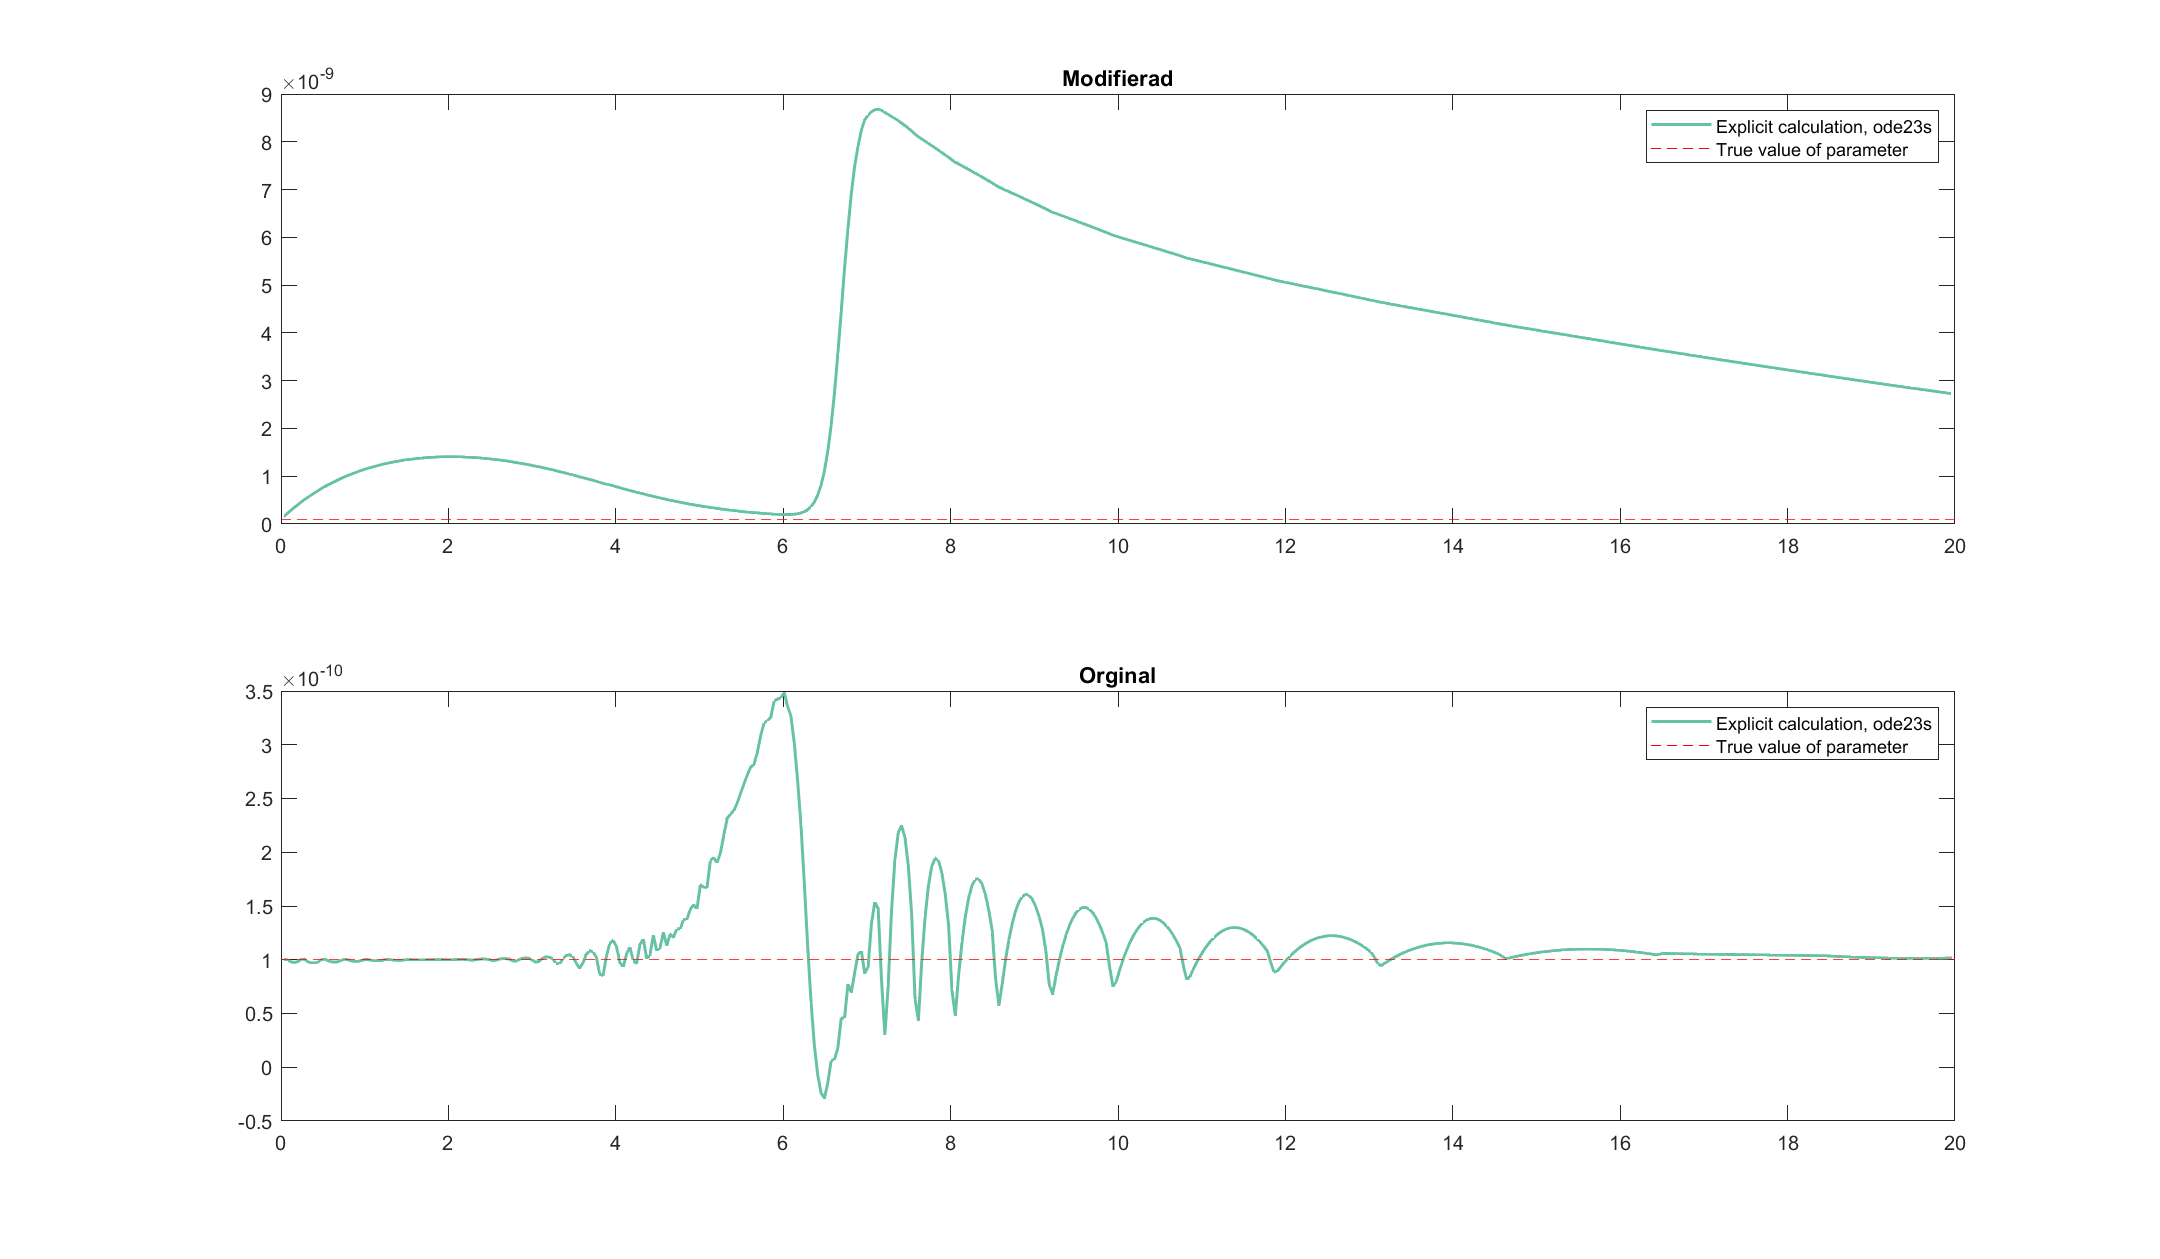 Modifierad
×10-9
9
8
7
6
5
4
3
2
1
0
Explicit calculation, ode23s
True value of parameter
0 2 4 6 8 10 12 14 16 18 20
Orginal
×10-10
3.5
3
2.5
2
1.5
1
0.5
0
-0.5
Explicit calculation, ode23s
True value of parameter
0 2 4 6 8 10 12 14 16 18 20